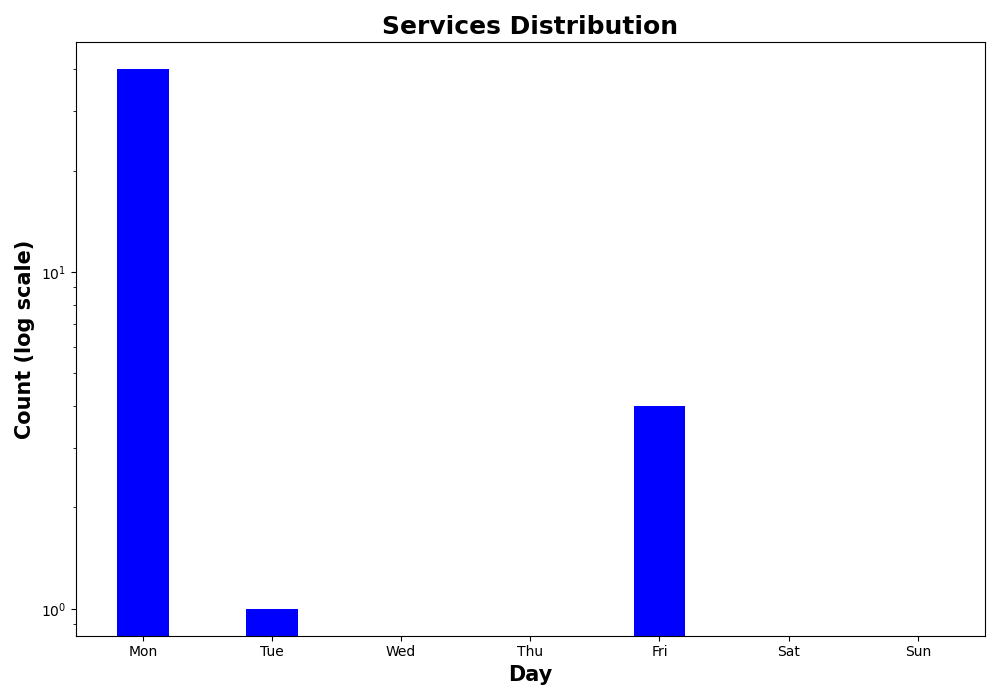 Services Distribution
Count (log scale)
10¹
10⁰
Mon Tue Wed Thu Fri Sat Sun
Day